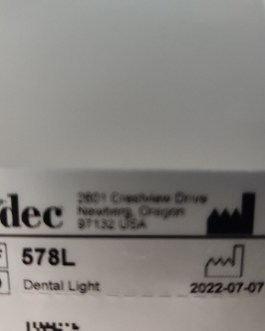 dec
2601 Crestview Drive
Newberg, Oregon
97132 USA
578L
Dental Light
2022-07-07